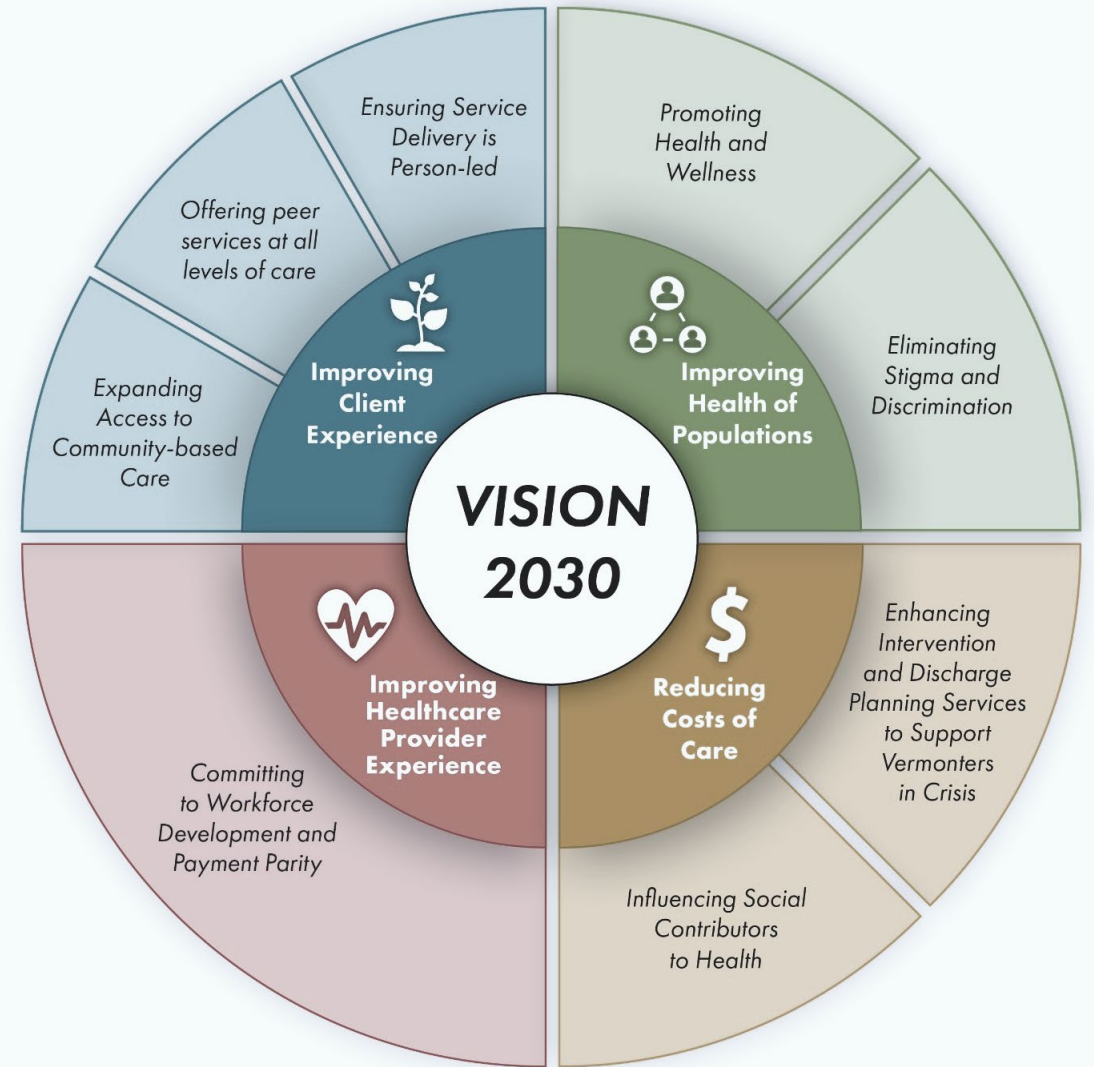 Ensuring Service
Delivery is
Person-led
Promoting
Health and
Wellness
Offering peer
services at all
levels of care
Eliminating
Stigma and
Discrimination
Expanding
Access to
Community-based
Care
Improving
Client
Experience
Improving
Health of
Populations
VISION
2030
Improving
Healthcare
Provider
Experience
Reducing
Costs of
Care
Enhancing
Intervention
and Discharge
Planning Services
to Support
Vermonters
in Crisis
Committing
to Workforce
Development and
Payment Parity
Influencing Social
Contributors
to Health